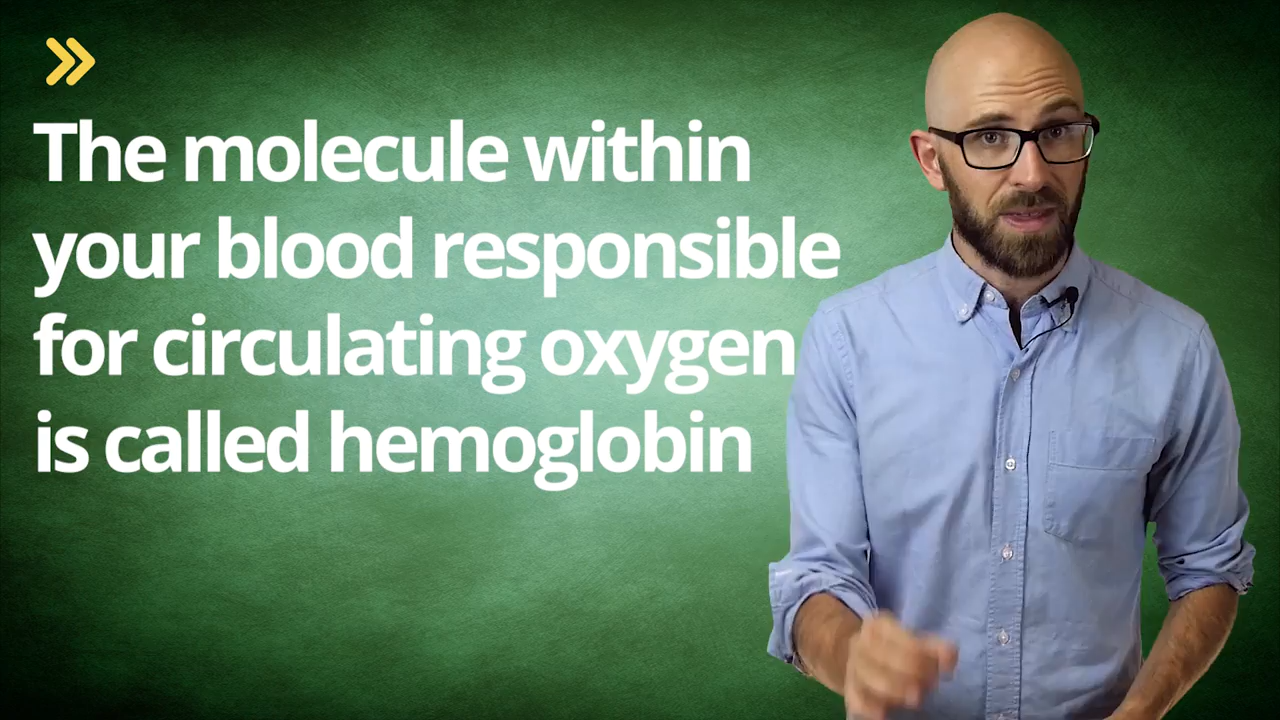 The molecule within
your blood responsible
for circulating oxygen
is called hemoglobin